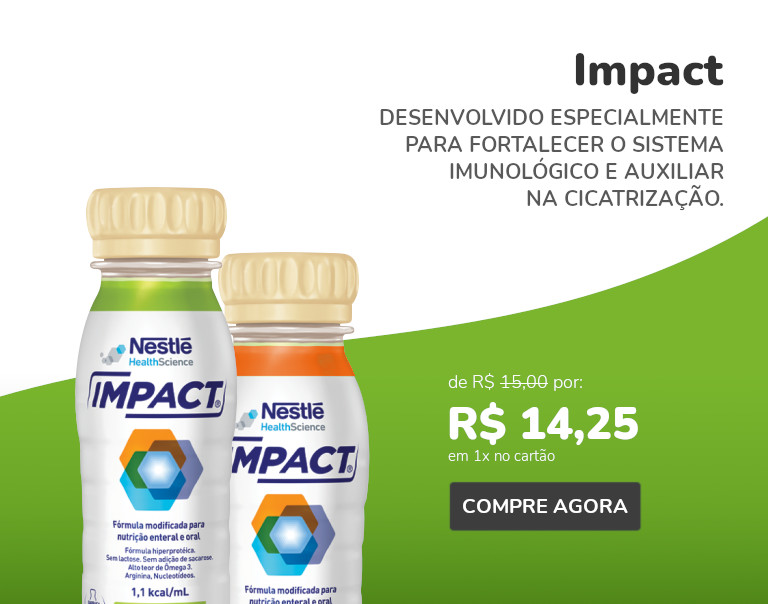 Impact
DESENVOLVIDO ESPECIALMENTE
PARA FORTALECER O SISTEMA
IMUNOLÓGICO E AUXILIAR
NA CICATRIZAÇÃO.
Nestlé
HealthScience
IMPACT®
Fórmula modificada para
nutrição enteral e oral
Fórmula hiperprotéica.
Sem lactose. Sem adição de sacarose.
Alto teor de Ômega 3.
Arginina, Nucleotídeos.
1,1 kcal/mL
Nestlé
HealthScience
IMPACT®
Fórmula modificada para
nutrição enteral e oral
de R$ 15,00 por:
R$ 14,25
em 1x no cartão
COMPRE AGORA